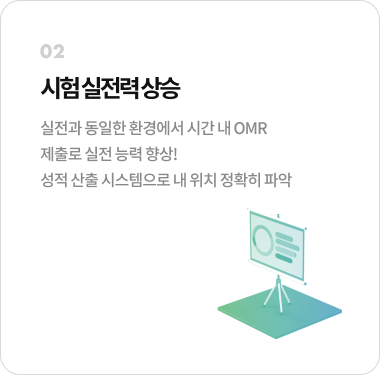 02
시험 실전력 상승
실전과 동일한 환경에서 시간 내 OMR
제출로 실전 능력 향상!
성적 산출 시스템으로 내 위치 정확히 파악